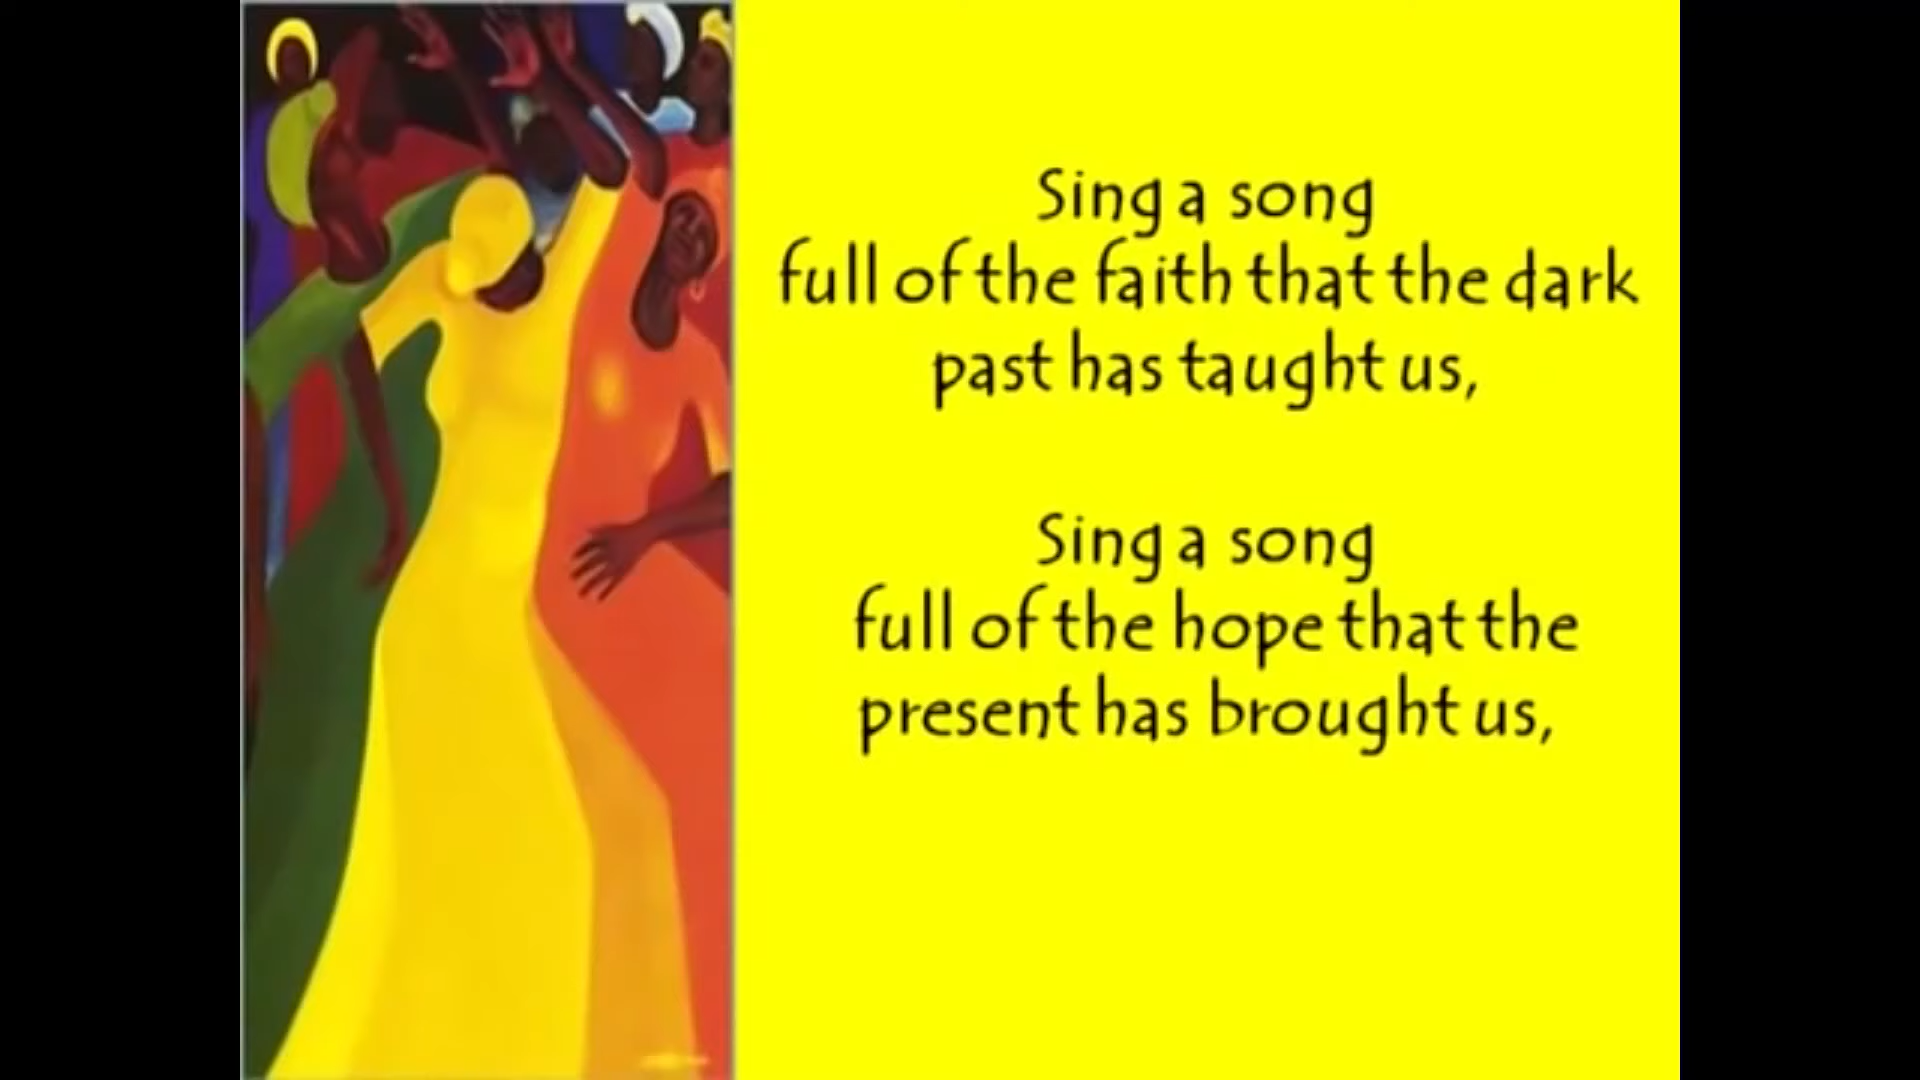 Sing a song
full of the faith that the dark
past has taught us,
Sing a song
full of the hope that the
present has brought us,